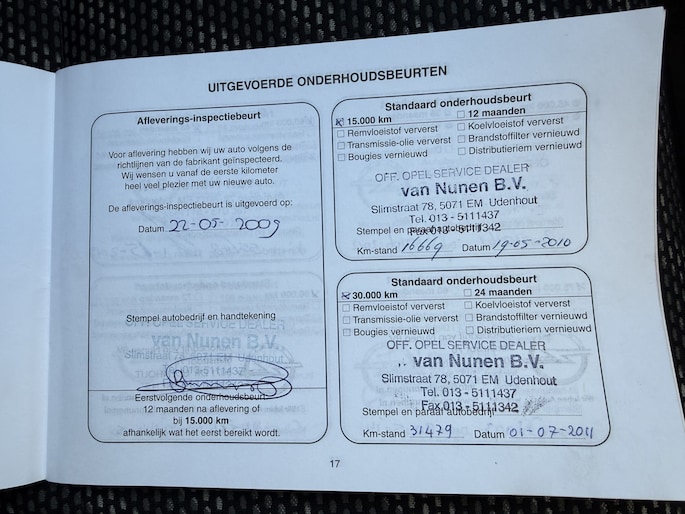 UITGEVOERDE ONDERHOUDSBEURTEN
Afleverings-inspectiebeurt
Voor aflevering hebben wij uw auto volgens de
richtlijnen van de fabrikant geïnspecteerd.
Wij wensen u vanaf de eerste kilometer
heel veel plezier met uw nieuwe auto.
De afleverings-inspectiebeurt is uitgevoerd op:
Datum 22-05-2009
Stempel autobedrijf en handtekening
OFF. OPEL SERVICE DEALER
van Nunen B.V.
Slimstraat 78, 5071 EM Udenhout
013-5111437
Eerstvolgende onderhoudsbeurt
12 maanden na aflevering of
bij 15.000 km
afhankelijk wat het eerst bereikt wordt.
Standaard onderhoudsbeurt
15.000 km 12 maanden
Remvloeistof ververst Koelvloeistof ververst
Transmissie-olie ververst Brandstoffilter vernieuwd
Bougies vernieuwd Distributieriem vernieuwd
OFF. OPEL SERVICE DEALER
van Nunen B.V.
Slimstraat 78, 5071 EM Udenhout
Tel. 013-5111437
Fax 013-5111342
Stempel en paraaf autobedrijf
Km-stand 16669 Datum 19-05-2010
Standaard onderhoudsbeurt
30.000 km 24 maanden
Remvloeistof ververst Koelvloeistof ververst
Transmissie-olie ververst Brandstoffilter vernieuwd
Bougies vernieuwd Distributieriem vernieuwd
OFF. OPEL SERVICE DEALER
van Nunen B.V.
Slimstraat 78, 5071 EM Udenhout
Tel. 013-5111437
Fax 013-5111342
Stempel en paraaf autobedrijf
Km-stand 31479 Datum 01-07-2011
17